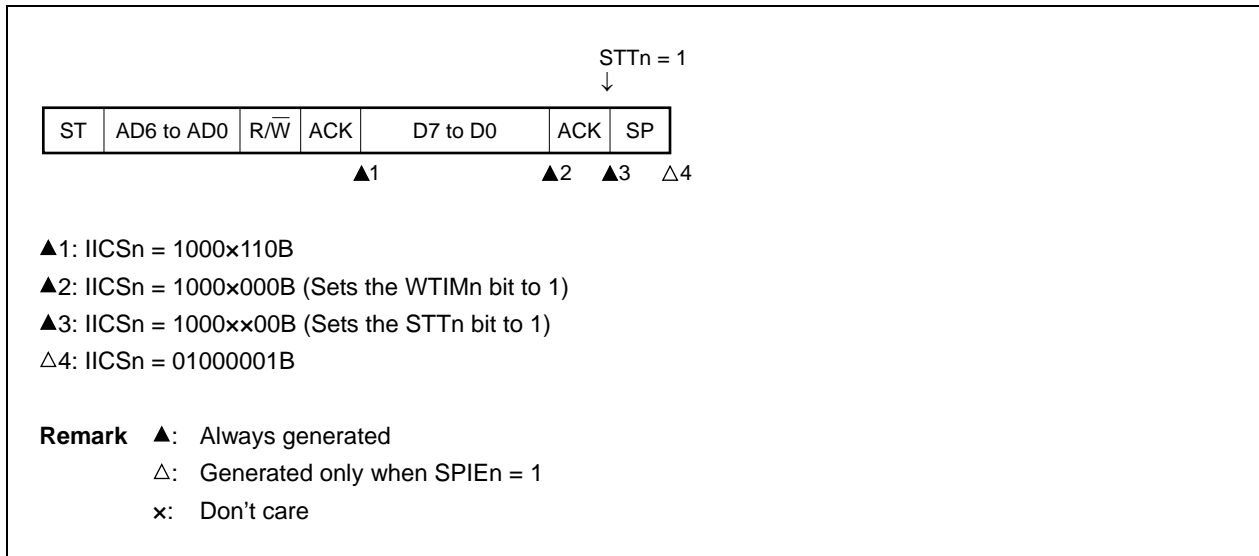 STTn = 1
↓
ST AD6 to AD0 R/W̅ ACK D7 to D0 ACK SP
▲1 ▲2 ▲3 △4
▲1: IICSn = 1000×110B
▲2: IICSn = 1000×000B (Sets the WTIMn bit to 1)
▲3: IICSn = 1000××00B (Sets the STTn bit to 1)
△4: IICSn = 01000001B
Remark ▲: Always generated
△: Generated only when SPIEn = 1
×: Don't care